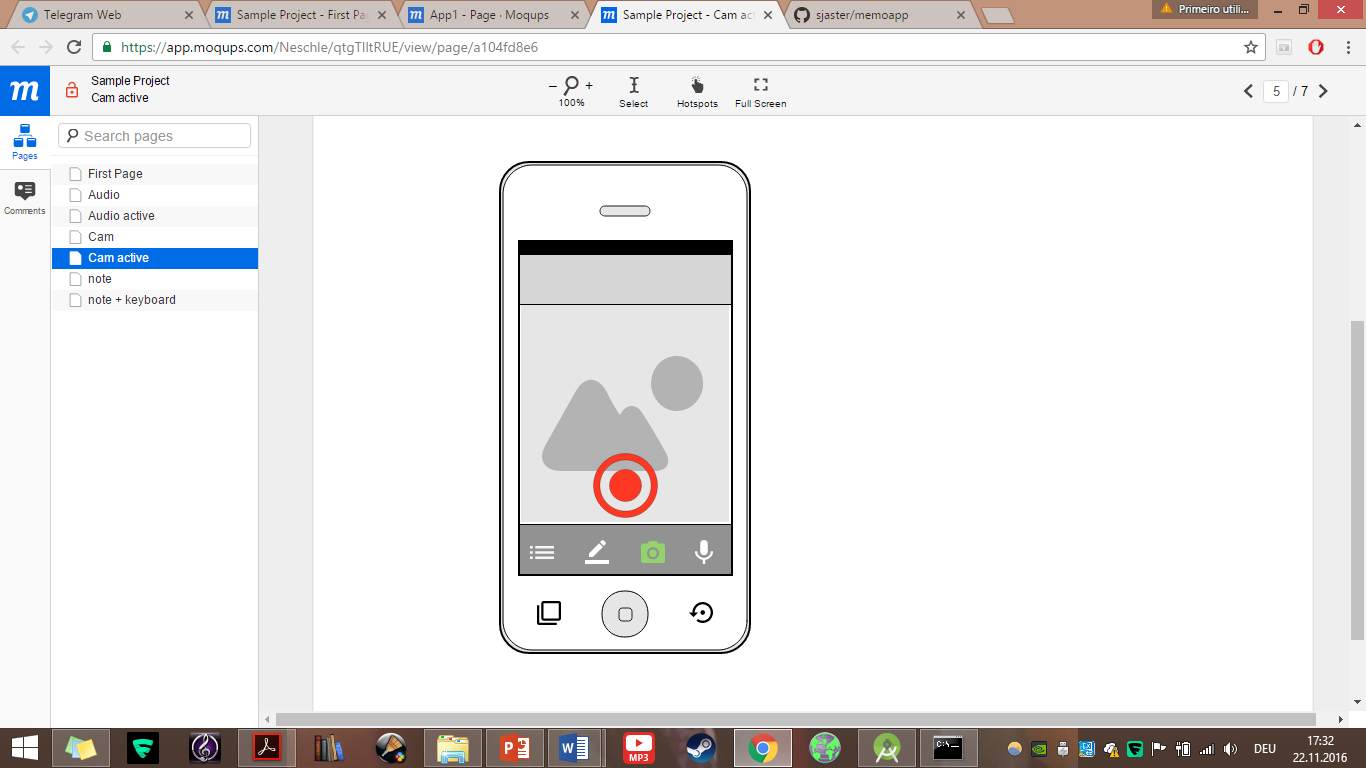 Telegram Web
Sample Project - First Pa
App1 - Page · Moqups
Sample Project - Cam ac
sjaster/memoapp
Primeiro utili...
https://app.moqups.com/Neschle/qtgTIltRUE/view/page/a104fd8e6
m
Sample Project
Cam active
– +
100%
Select
Hotspots
Full Screen
5 / 7
Pages
Comments
Search pages
First Page
Audio
Audio active
Cam
Cam active
note
note + keyboard
MP3
C:\_
DEU
17:32
22.11.2016